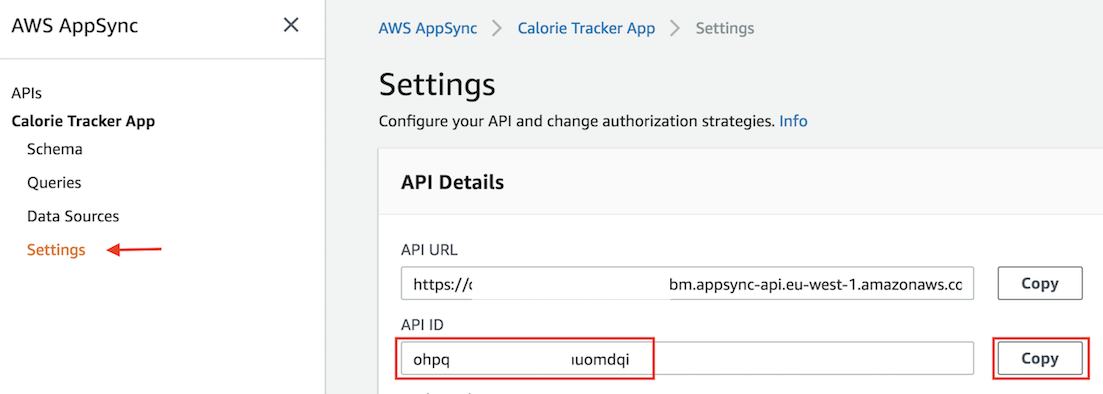 AWS AppSync
APIs
Calorie Tracker App
Schema
Queries
Data Sources
Settings
AWS AppSync > Calorie Tracker App > Settings
Settings
Configure your API and change authorization strategies. Info
API Details
API URL
https:// bm.appsync-api.eu-west-1.amazonaws.co
Copy
API ID
ohpq uomdqi
Copy